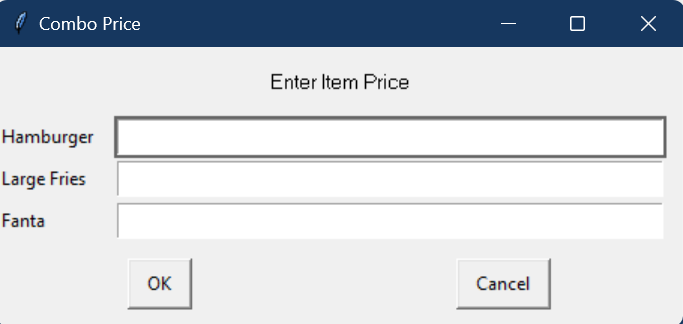 Combo Price
Enter Item Price
Hamburger
Large Fries
Fanta
OK Cancel